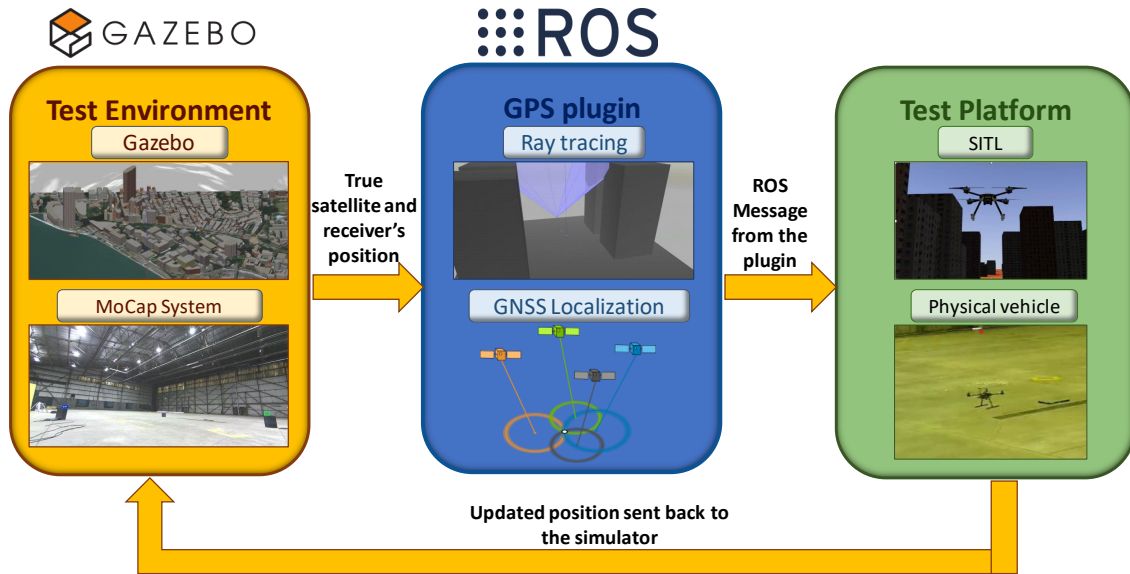 GAZEBO
ROS
Test Environment
Gazebo
MoCap System
True
satellite and
receiver's
position
GPS plugin
Ray tracing
GNSS Localization
ROS
Message
from the
plugin
Test Platform
SITL
Physical vehicle
Updated position sent back to
the simulator